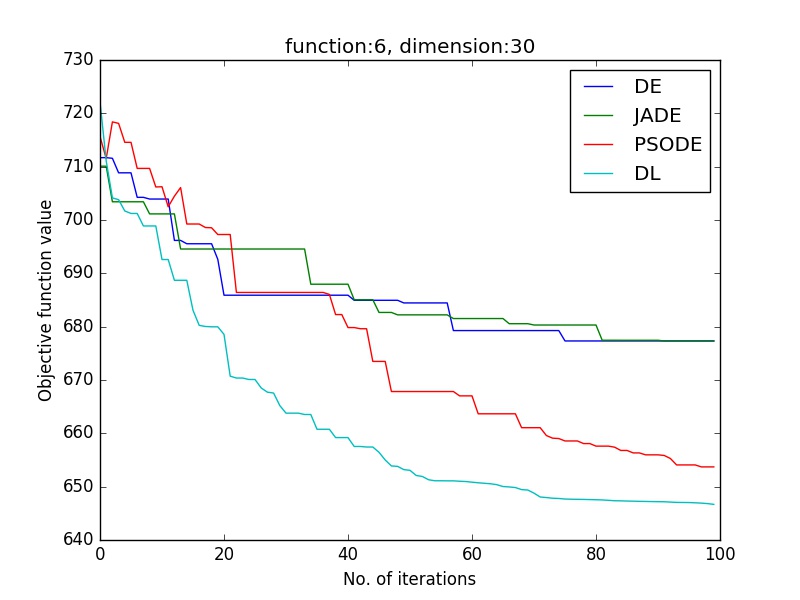 function:6, dimension:30
730
720
710
700
690
680
670
660
650
640
Objective function value
DE
JADE
PSODE
DL
0
20
40
60
80
100
No. of iterations